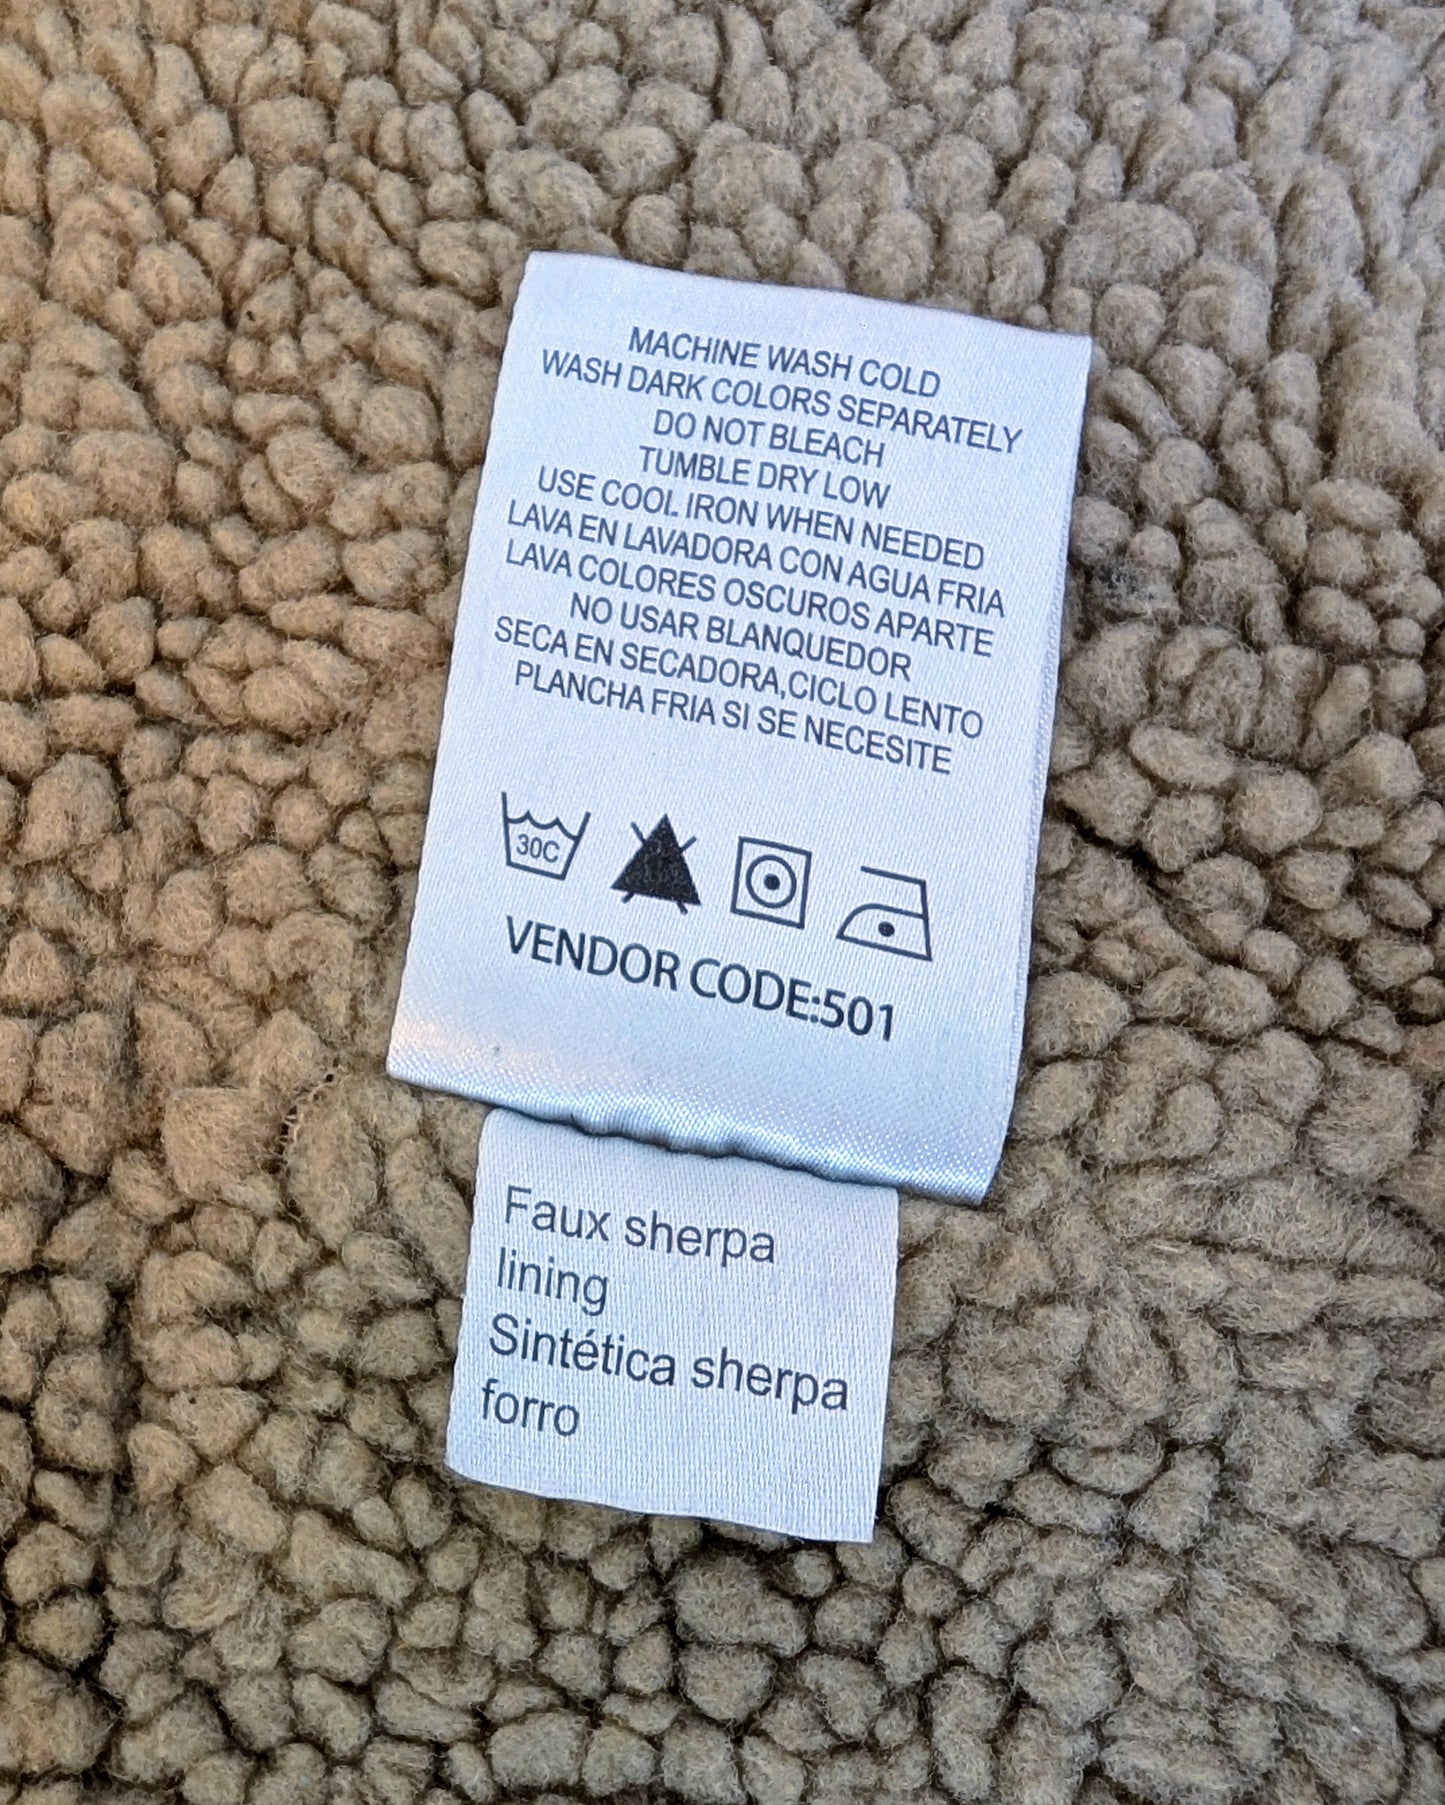 MACHINE WASH COLD
WASH DARK COLORS SEPARATELY
DO NOT BLEACH
TUMBLE DRY LOW
USE COOL IRON WHEN NEEDED
LAVA EN LAVADORA CON AGUA FRIA
LAVA COLORES OSCUROS APARTE
NO USAR BLANQUEDOR
SECA EN SECADORA,CICLO LENTO
PLANCHA FRIA SI SE NECESITE
30C
VENDOR CODE:501
Faux sherpa
lining
Sintética sherpa
forro